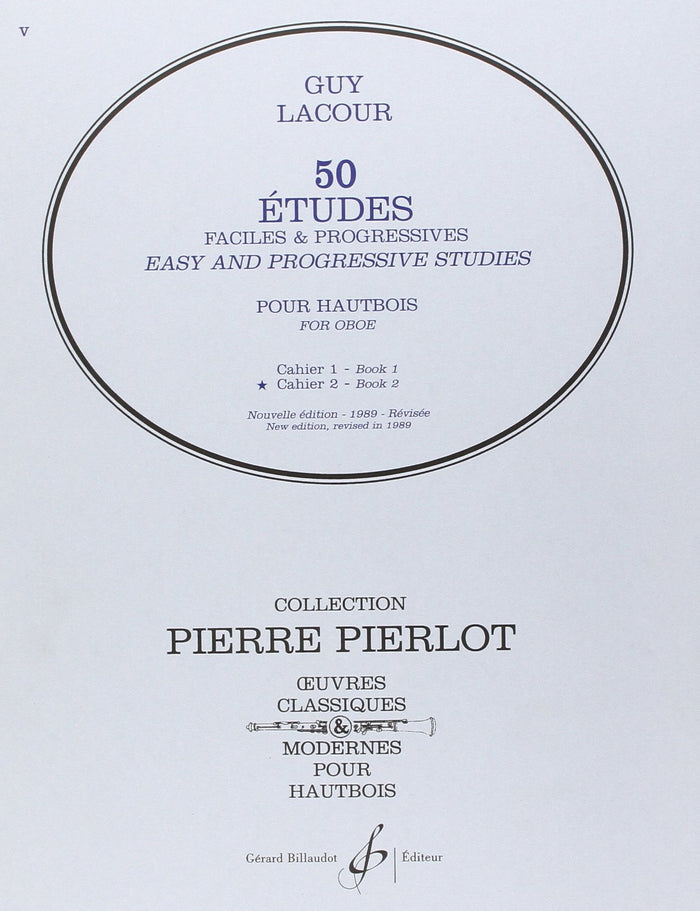 V
GUY
LACOUR
50
ÉTUDES
FACILES & PROGRESSIVES
EASY AND PROGRESSIVE STUDIES
POUR HAUTBOIS
FOR OBOE
Cahier 1 - Book 1
★ Cahier 2 - Book 2
Nouvelle édition - 1989 - Révisée
New edition, revised in 1989
COLLECTION
PIERRE PIERLOT
ŒUVRES
CLASSIQUES
&
MODERNES
POUR
HAUTBOIS
Gérard Billaudot Éditeur